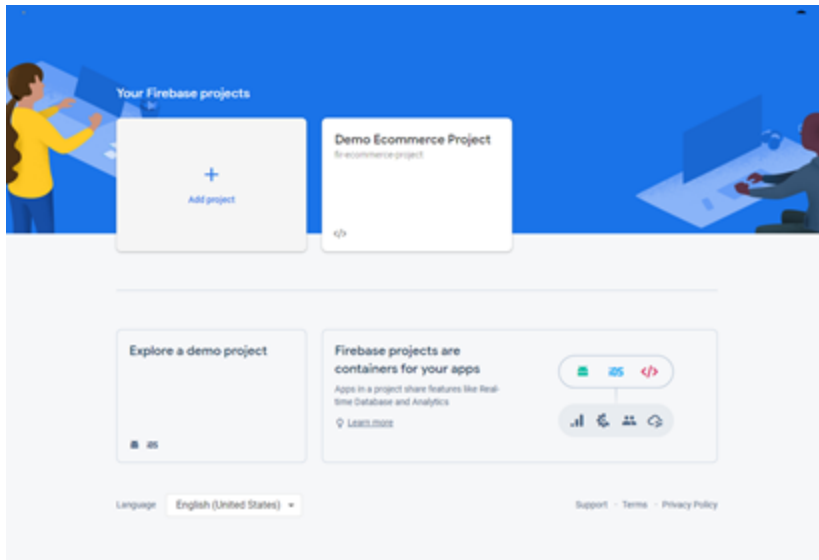 Your Firebase projects
Add project
Demo Ecommerce Project
fir-ecommerce-project
</>
Explore a demo project
iOS
Firebase projects are
containers for your apps
Apps in a project share features like Real-
time Database and Analytics
Learn more
iOS </>
Language English (United States)
Support · Terms · Privacy Policy